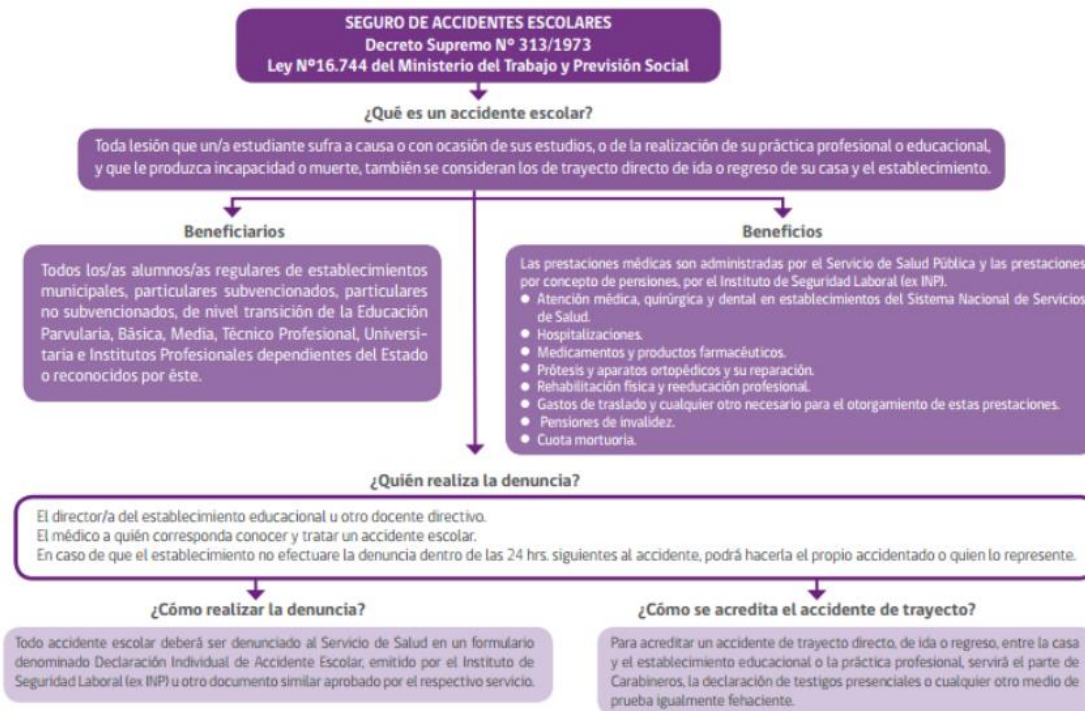 SEGURO DE ACCIDENTES ESCOLARES
Decreto Supremo N° 313/1973
Ley Nº16.744 del Ministerio del Trabajo y Previsión Social
¿Qué es un accidente escolar?
Toda lesión que un/a estudiante sufra a causa o con ocasión de sus estudios, o de la realización de su práctica profesional o educacional,
y que le produzca incapacidad o muerte, también se consideran los de trayecto directo de ida o regreso de su casa y el establecimiento.
Beneficiarios
Todos los/as alumnos/as regulares de establecimientos
municipales, particulares subvencionados, particulares
no subvencionados, de nivel transición de la Educación
Parvularia, Básica, Media, Técnico Profesional, Universi-
taria e Institutos Profesionales dependientes del Estado
o reconocidos por éste.
Beneficios
Las prestaciones médicas son administradas por el Servicio de Salud Pública y las prestaciones
por concepto de pensiones, por el Instituto de Seguridad Laboral (ex INP).
● Atención médica, quirúrgica y dental en establecimientos del Sistema Nacional de Servicios
de Salud.
● Hospitalizaciones.
● Medicamentos y productos farmacéuticos.
● Prótesis y aparatos ortopédicos y su reparación.
● Rehabilitación física y reeducación profesional.
● Gastos de traslado y cualquier otro necesario para el otorgamiento de estas prestaciones.
● Pensiones de invalidez.
● Cuota mortuoria.
¿Quién realiza la denuncia?
El director/a del establecimiento educacional u otro docente directivo.
El médico a quién corresponda conocer y tratar un accidente escolar.
En caso de que el establecimiento no efectuare la denuncia dentro de las 24 hrs. siguientes al accidente, podrá hacerla el propio accidentado o quien lo represente.
¿Cómo realizar la denuncia?
Todo accidente escolar deberá ser denunciado al Servicio de Salud en un formulario
denominado Declaración Individual de Accidente Escolar, emitido por el Instituto de
Seguridad Laboral (ex INP) u otro documento similar aprobado por el respectivo servicio.
¿Cómo se acredita el accidente de trayecto?
Para acreditar un accidente de trayecto directo, de ida o regreso, entre la casa
y el establecimiento educacional o la práctica profesional, servirá el parte de
Carabineros, la declaración de testigos presenciales o cualquier otro medio de
prueba igualmente fehaciente.